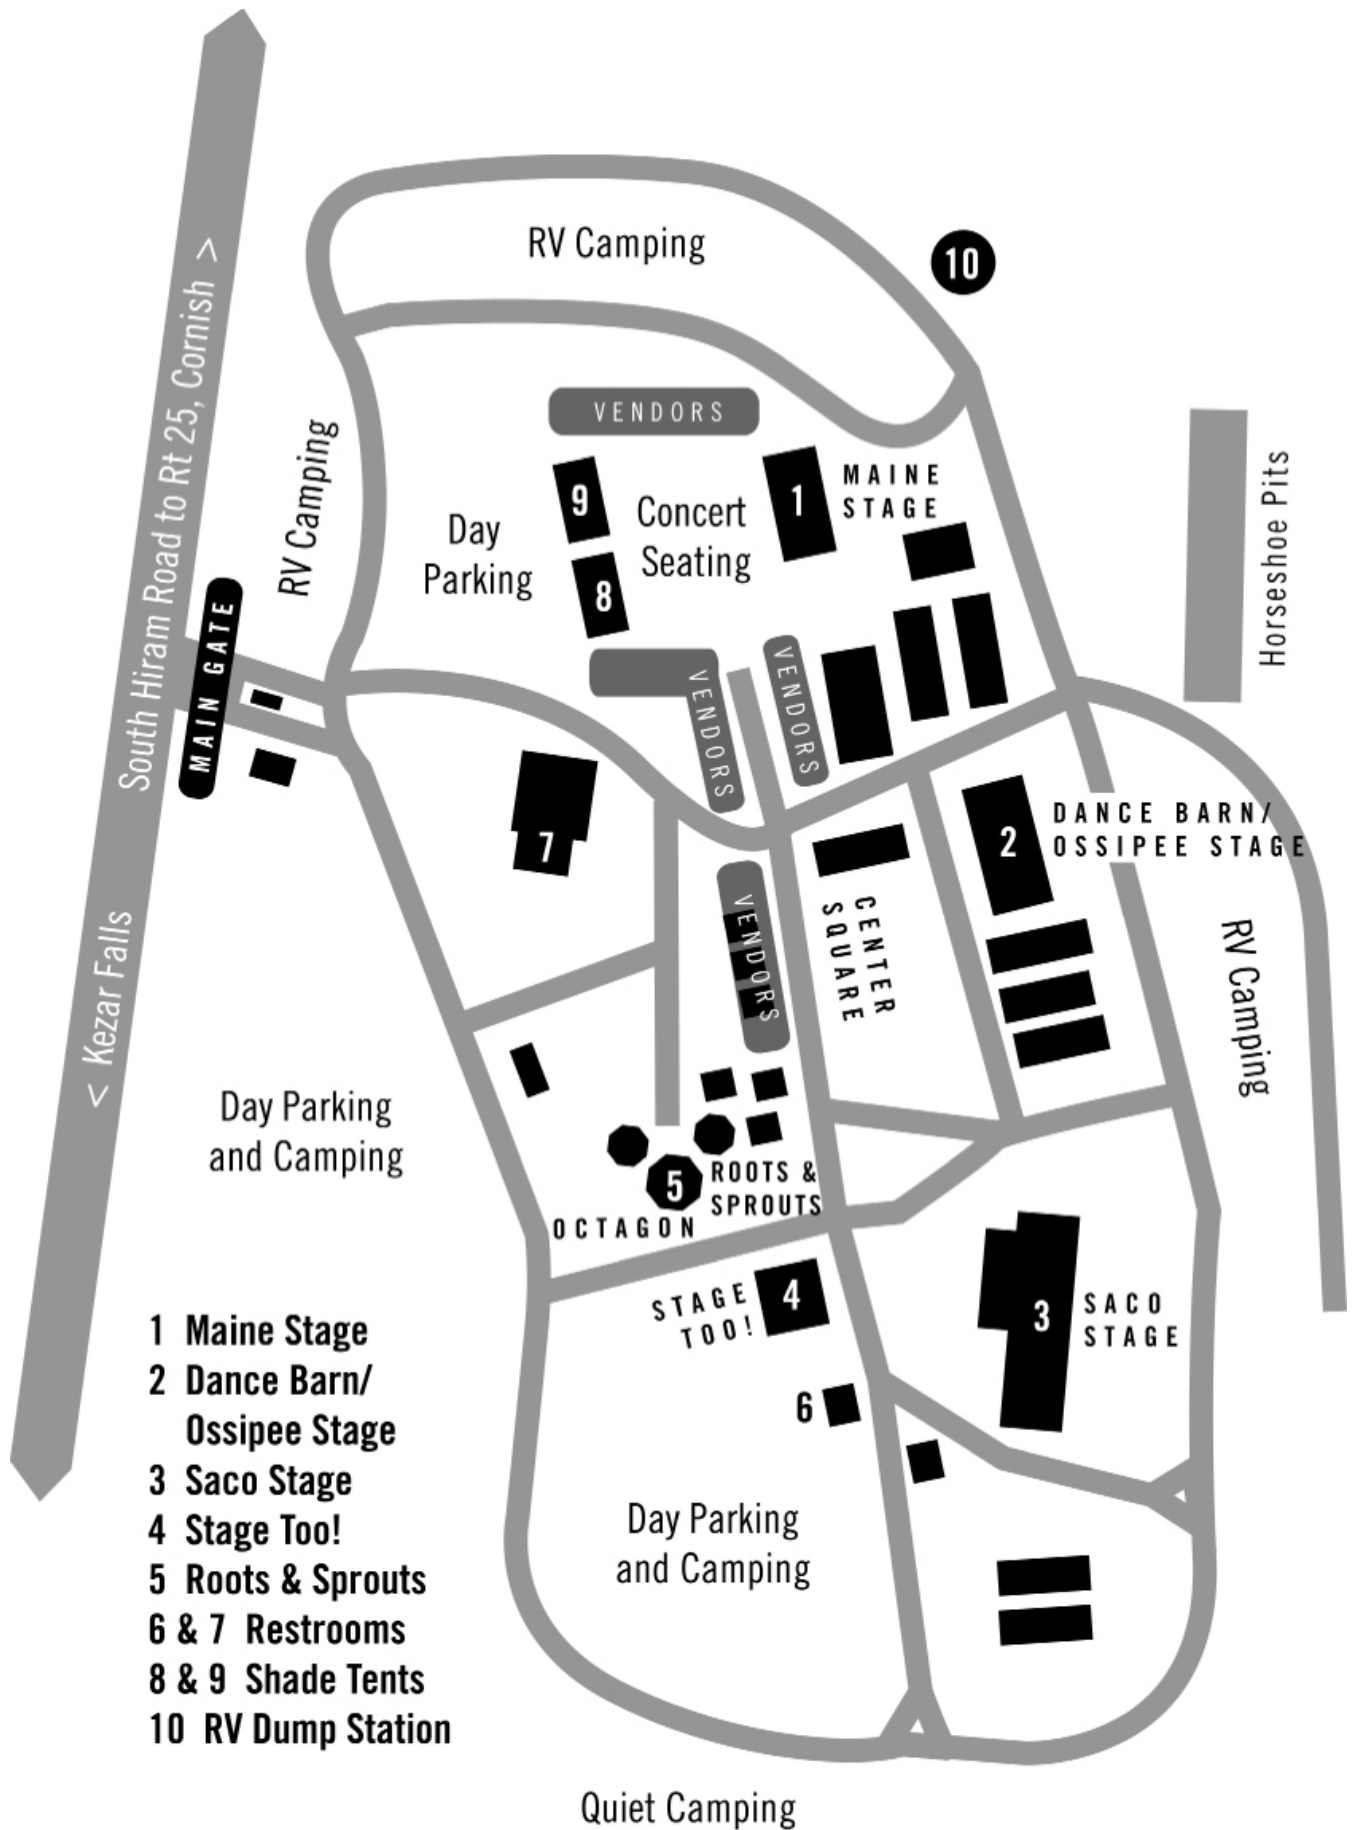 RV Camping
10
South Hiram Road to Rt 25, Cornish >
< Kezar Falls
MAIN GATE
RV Camping
VENDORS
9
Concert
Seating
1
MAINE
STAGE
Day
Parking
8
Horseshoe Pits
VENDORS
VENDORS
7
2
DANCE BARN/
OSSIPEE STAGE
VENDORS
CENTER
SQUARE
RV Camping
Day Parking
and Camping
5
ROOTS &
SPROUTS
OCTAGON
STAGE
TOO!
4
3
SACO
STAGE
6
Day Parking
and Camping
1 Maine Stage
2 Dance Barn/
Ossipee Stage
3 Saco Stage
4 Stage Too!
5 Roots & Sprouts
6 & 7 Restrooms
8 & 9 Shade Tents
10 RV Dump Station
Quiet Camping